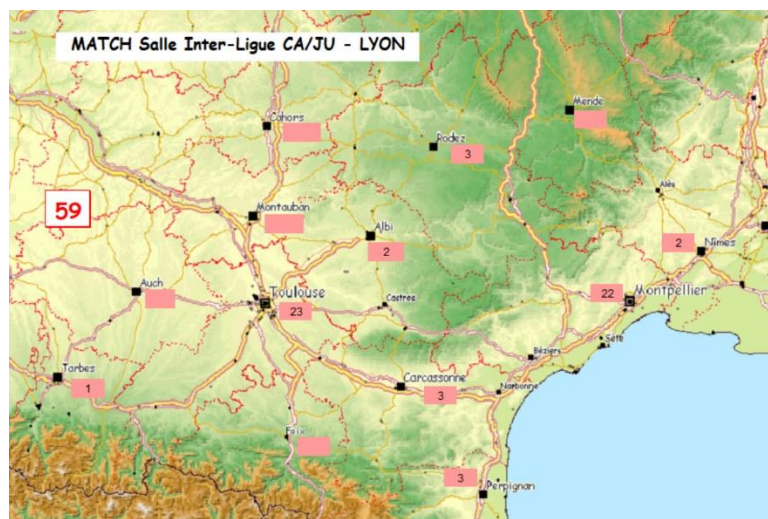 MATCH Salle Inter-Ligue CA/JU - LYON
Cahors
Mende
Rodez
3
Alès
59
Montauban
Albi
2
2
Nîmes
Auch
Toulouse
23
Castres
22
Montpellier
Sète
Béziers
Tarbes
1
Carcassonne
3
Narbonne
Foix
3
Perpignan